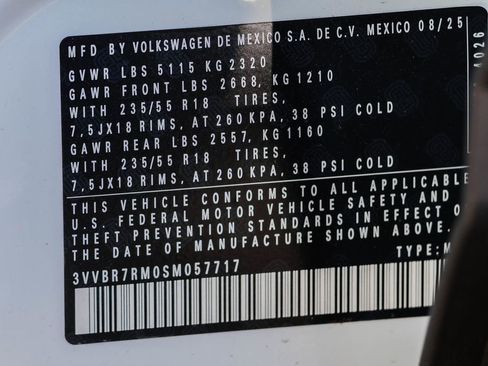 MFD BY VOLKSWAGEN DE MEXICO S.A. DE C.V. MEXICO 08/25
GVWR LBS 5115 KG 2320
GAWR FRONT LBS 2668, KG 1210
WITH 235/55 R18 TIRES,
7,5JX18 RIMS, AT 260 KPA, 38 PSI COLD
GAWR REAR LBS 2557, KG 1160
WITH 235/55 R18 TIRES,
7,5JX18 RIMS, AT 260 KPA, 38 PSI COLD
THIS VEHICLE CONFORMS TO ALL APPLICABLE
U.S. FEDERAL MOTOR VEHICLE SAFETY AND
THEFT PREVENTION STANDARDS IN EFFECT O
THE DATE OF MANUFACTURE SHOWN ABOVE.
TYPE: M
3VVBR7RM0SM057717
4026